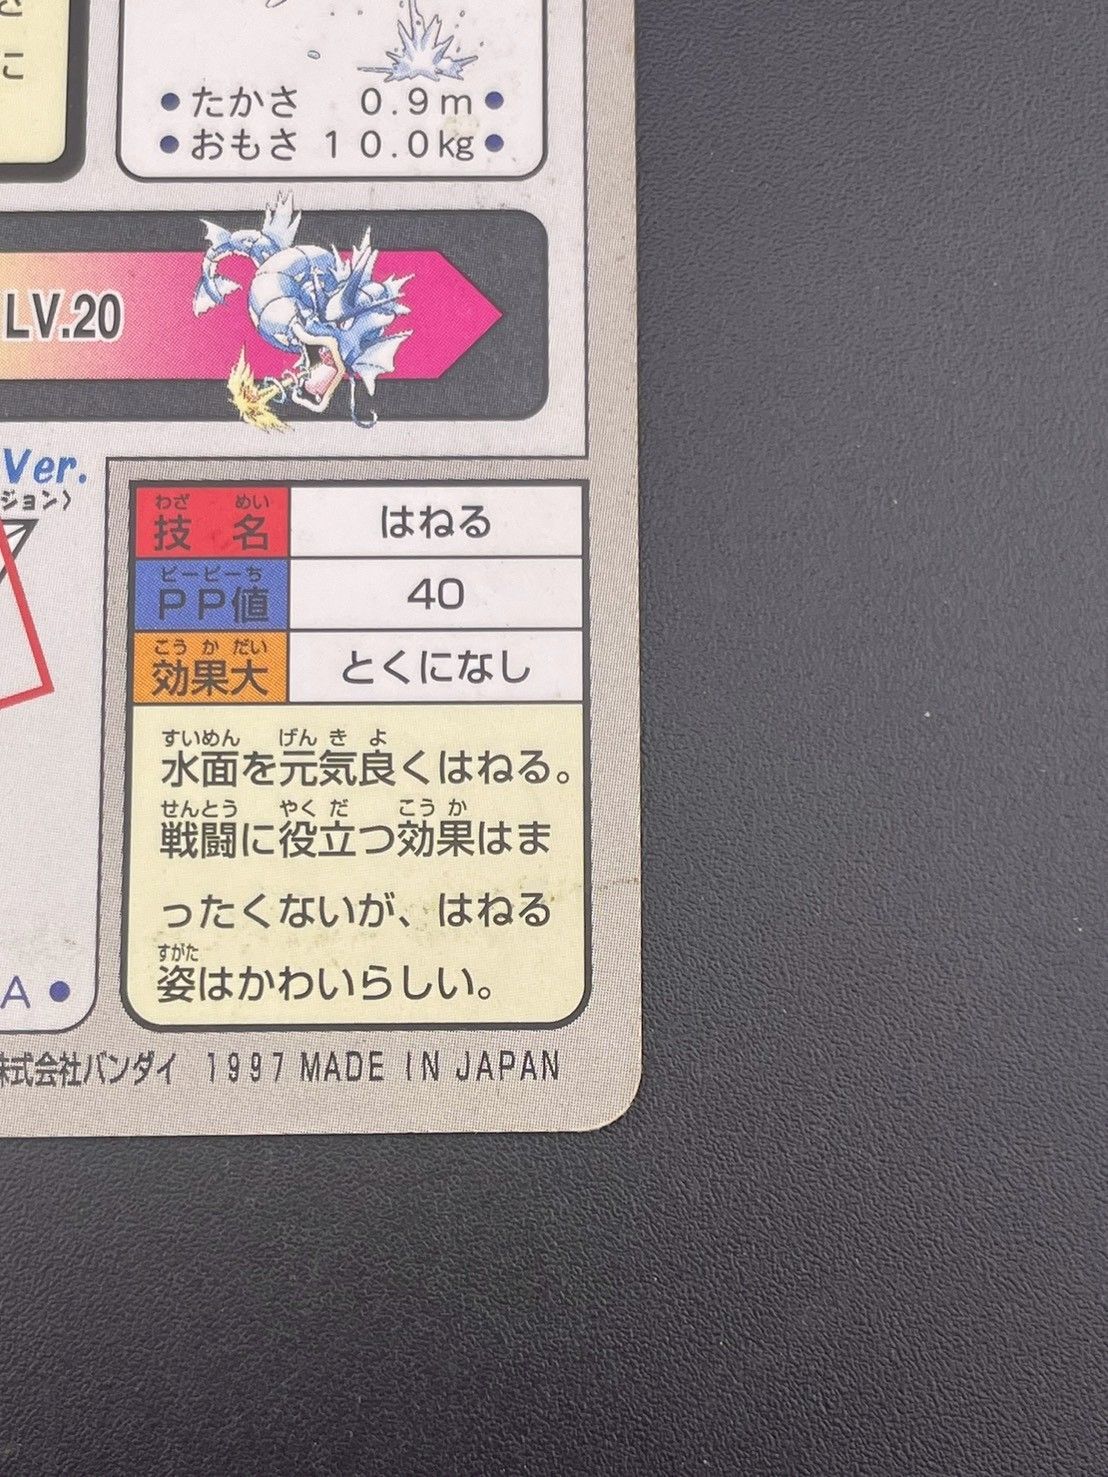 さ
こ
●たかさ 0.9m●
●おもさ 10.0kg●
LV.20
Ver.
ジョン〉
わざ めい
技 名
はねる
ピーピーち
PP値
40
こうかだい
効果大
とくになし
すいめん げんき よ
水面を元気良くはねる。
せんとう やくだ こうか
戦闘に役立つ効果はま
ったくないが、はねる
すがた
姿はかわいらしい。
A●
株式会社バンダイ 1997 MADE IN JAPAN